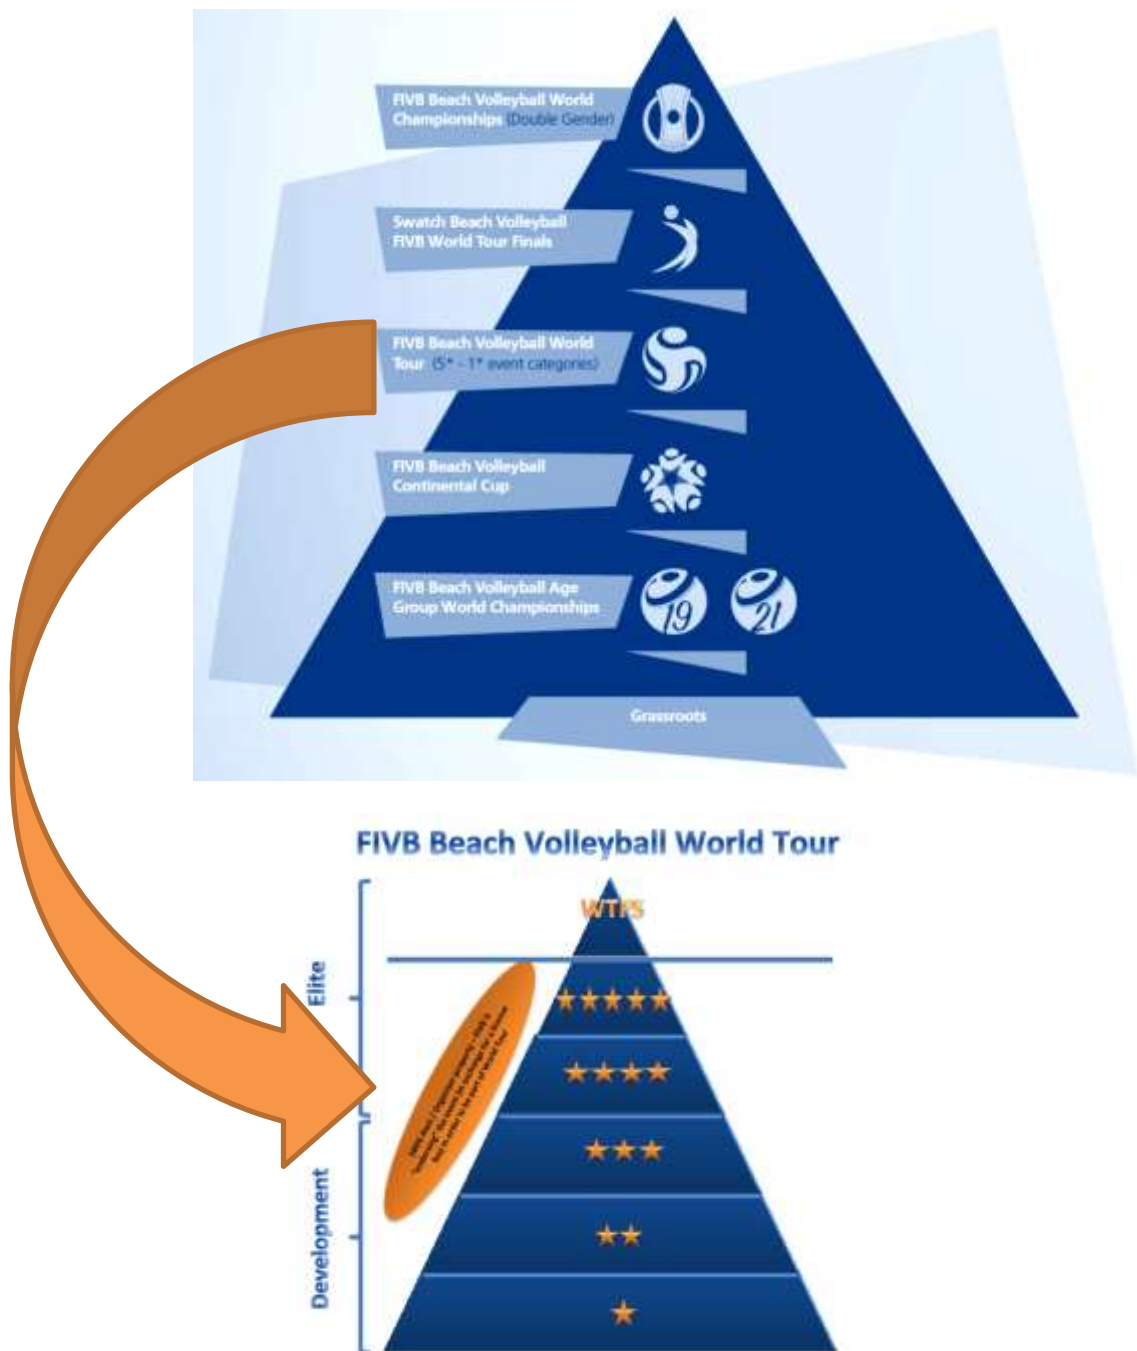 FIVB Beach Volleyball World
Championships (Double Gender)
Swatch Beach Volleyball
FIVB World Tour Finals
FIVB Beach Volleyball World
Tour (5* - 1* event categories)
FIVB Beach Volleyball
Continental Cup
FIVB Beach Volleyball Age
Group World Championships
19 21
Grassroots
FIVB Beach Volleyball World Tour
WTFS
Elite
Development